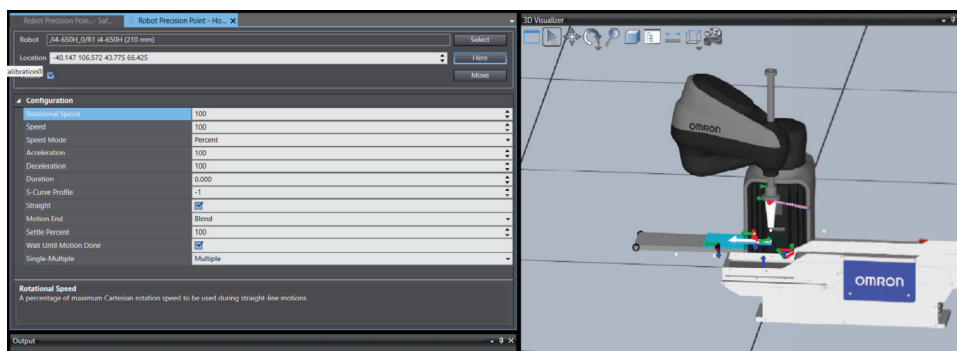 Robot Precision Poin...- Saf...
Robot Precision Point - Ho... X
Robot
/i4-650H_0/R1 i4-650H (210 mm)
Select
Location
-40.147 106.572 43.775 66.425
Here
alibration0
Move
Configuration
Rotational Speed
100
Speed
100
Speed Mode
Percent
Acceleration
100
Deceleration
100
Duration
0.000
S-Curve Profile
-1
Straight
Motion End
Blend
Settle Percent
100
Wait Until Motion Done
Single-Multiple
Multiple
Rotational Speed
A percentage of maximum Cartesian rotation speed to be used during straight-line motions.
Output
3D Visualizer
OMRON
OMRON